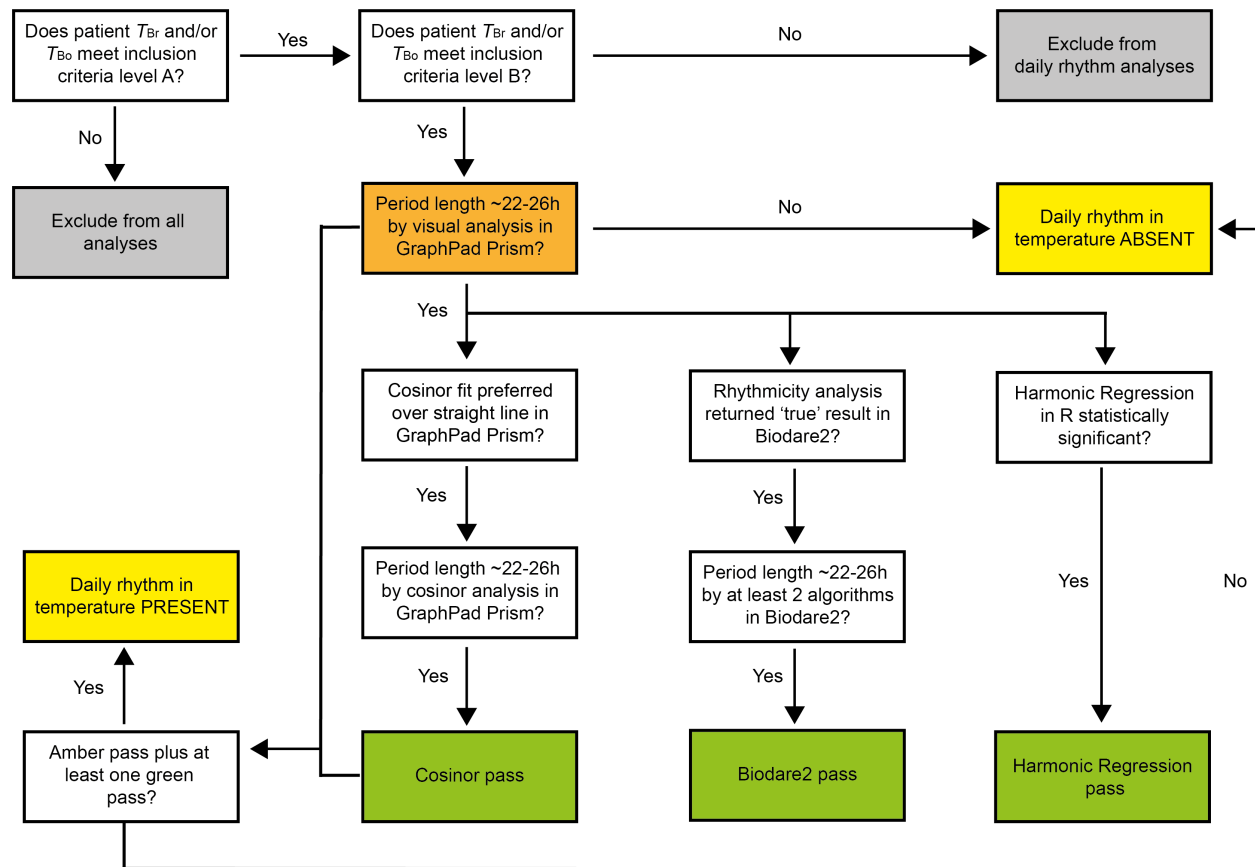 Does patient TBr and/or
TBo meet inclusion
criteria level A?
Yes
Does patient TBr and/or
TBo meet inclusion
criteria level B?
No
Exclude from
daily rhythm analyses
No
Yes
Exclude from all
analyses
Period length ~22-26h
by visual analysis in
GraphPad Prism?
No
Daily rhythm in
temperature ABSENT
Yes
Cosinor fit preferred
over straight line in
GraphPad Prism?
Rhythmicity analysis
returned ‘true’ result in
Biodare2?
Harmonic Regression
in R statistically
significant?
Yes
Yes
Daily rhythm in
temperature PRESENT
Period length ~22-26h
by cosinor analysis in
GraphPad Prism?
Period length ~22-26h
by at least 2 algorithms
in Biodare2?
Yes
No
Yes
Yes
Yes
Amber pass plus at
least one green
pass?
Cosinor pass
Biodare2 pass
Harmonic Regression
pass